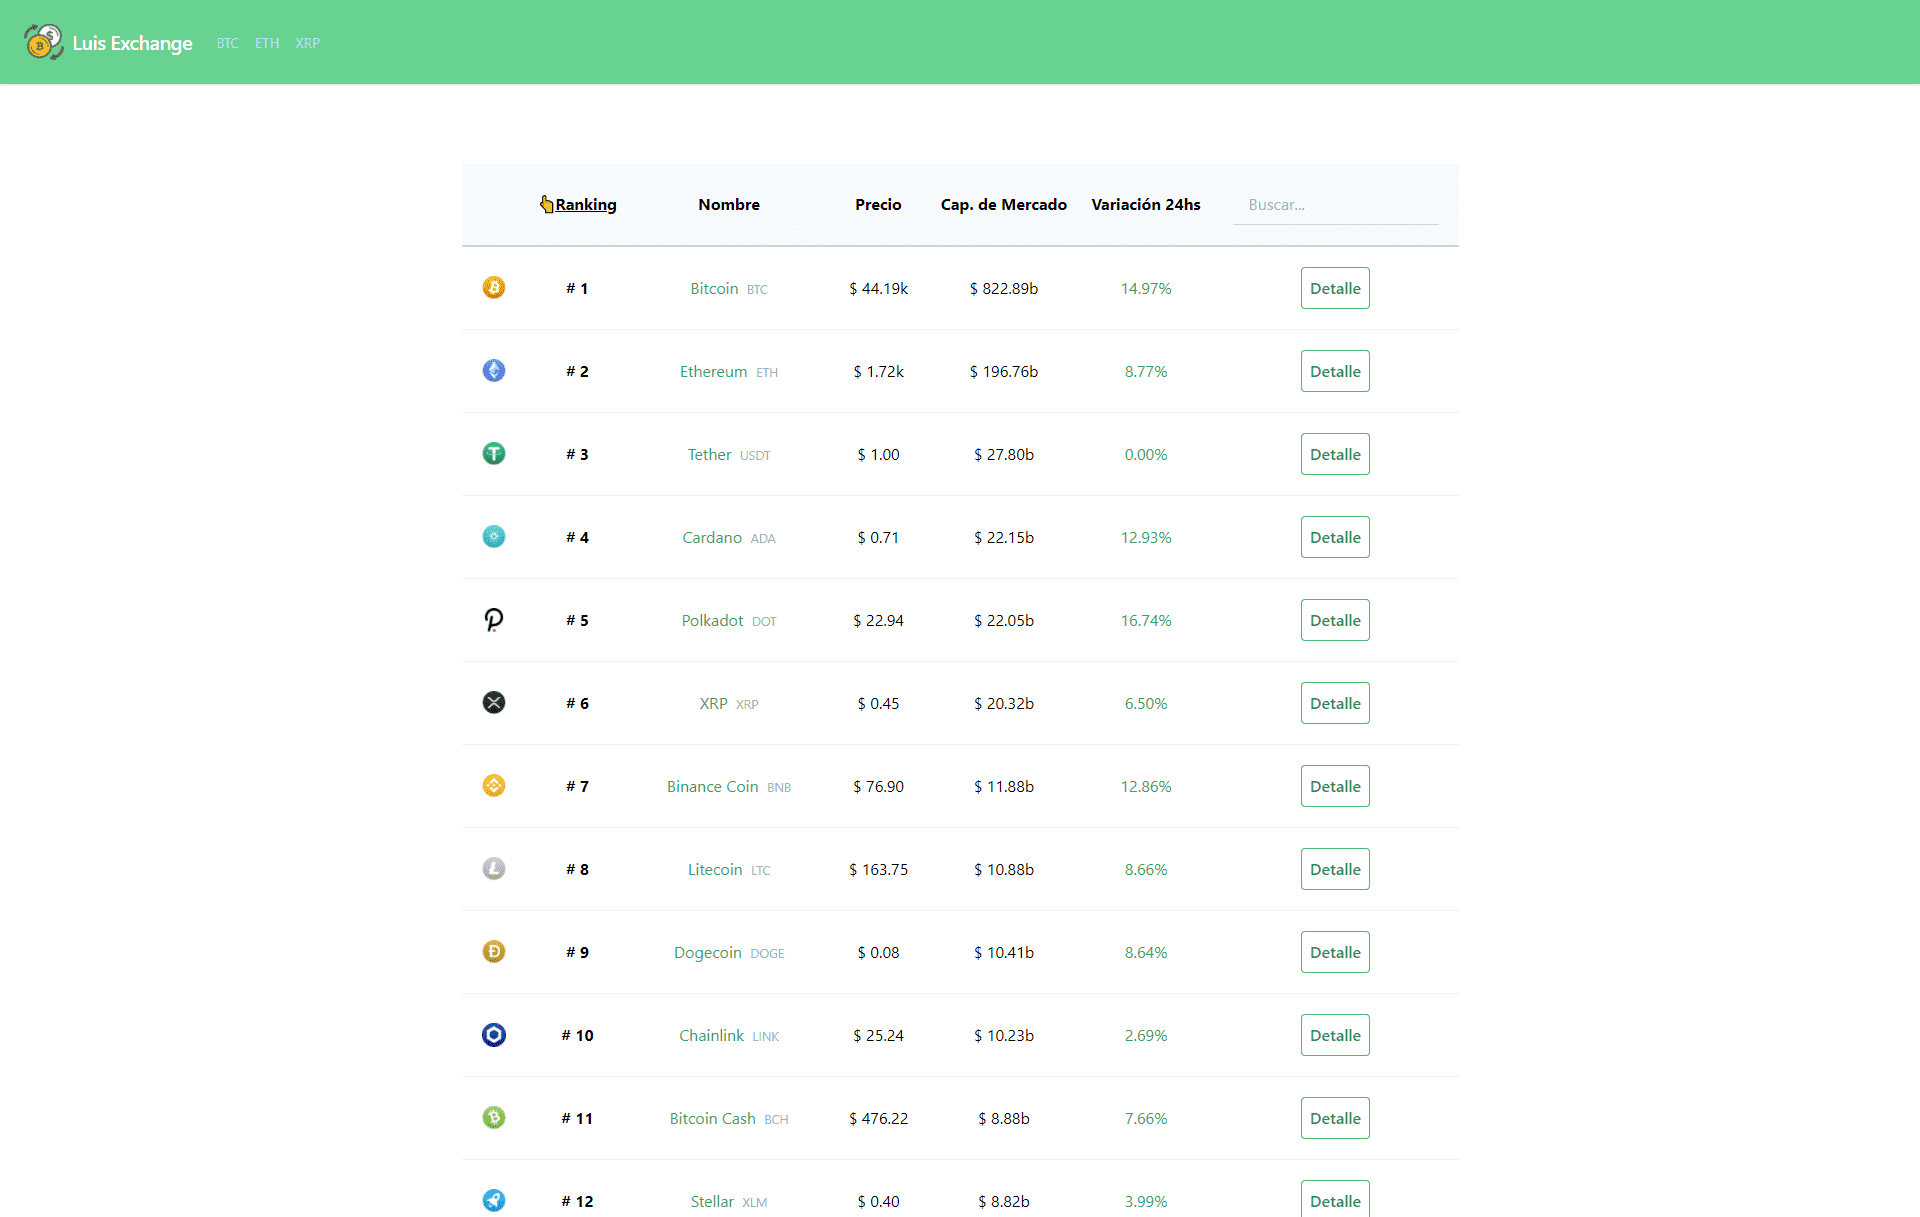 Luis Exchange BTC ETH XRP
👆Ranking Nombre Precio Cap. de Mercado Variación 24hs Buscar...
# 1 Bitcoin BTC $ 44.19k $ 822.89b 14.97% Detalle
# 2 Ethereum ETH $ 1.72k $ 196.76b 8.77% Detalle
# 3 Tether USDT $ 1.00 $ 27.80b 0.00% Detalle
# 4 Cardano ADA $ 0.71 $ 22.15b 12.93% Detalle
# 5 Polkadot DOT $ 22.94 $ 22.05b 16.74% Detalle
# 6 XRP XRP $ 0.45 $ 20.32b 6.50% Detalle
# 7 Binance Coin BNB $ 76.90 $ 11.88b 12.86% Detalle
# 8 Litecoin LTC $ 163.75 $ 10.88b 8.66% Detalle
# 9 Dogecoin DOGE $ 0.08 $ 10.41b 8.64% Detalle
# 10 Chainlink LINK $ 25.24 $ 10.23b 2.69% Detalle
# 11 Bitcoin Cash BCH $ 476.22 $ 8.88b 7.66% Detalle
# 12 Stellar XLM $ 0.40 $ 8.82b 3.99% Detalle